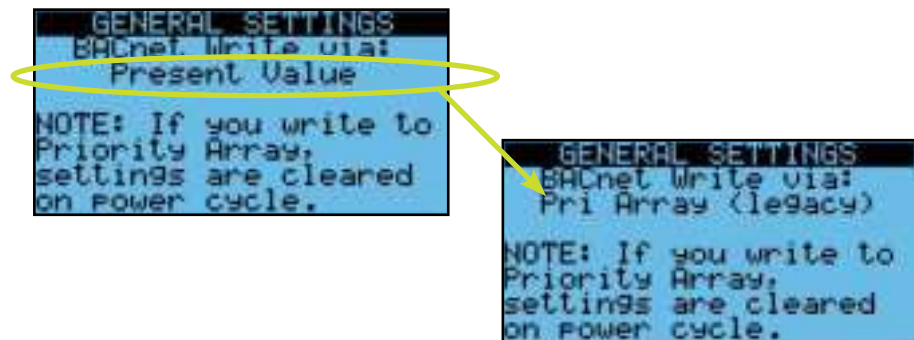 GENERAL SETTINGS
BACnet Write via:
Present Value
NOTE: If you write to
Priority Array,
settings are cleared
on power cycle.
GENERAL SETTINGS
BACnet Write via:
Pri Array (legacy)
NOTE: If you write to
Priority Array,
settings are cleared
on power cycle.